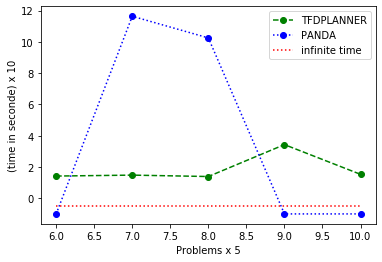 TFDPLANNER
PANDA
infinite time
(time in seconde) x 10
12
10
8
6
4
2
0
6.0 6.5 7.0 7.5 8.0 8.5 9.0 9.5 10.0
Problems x 5